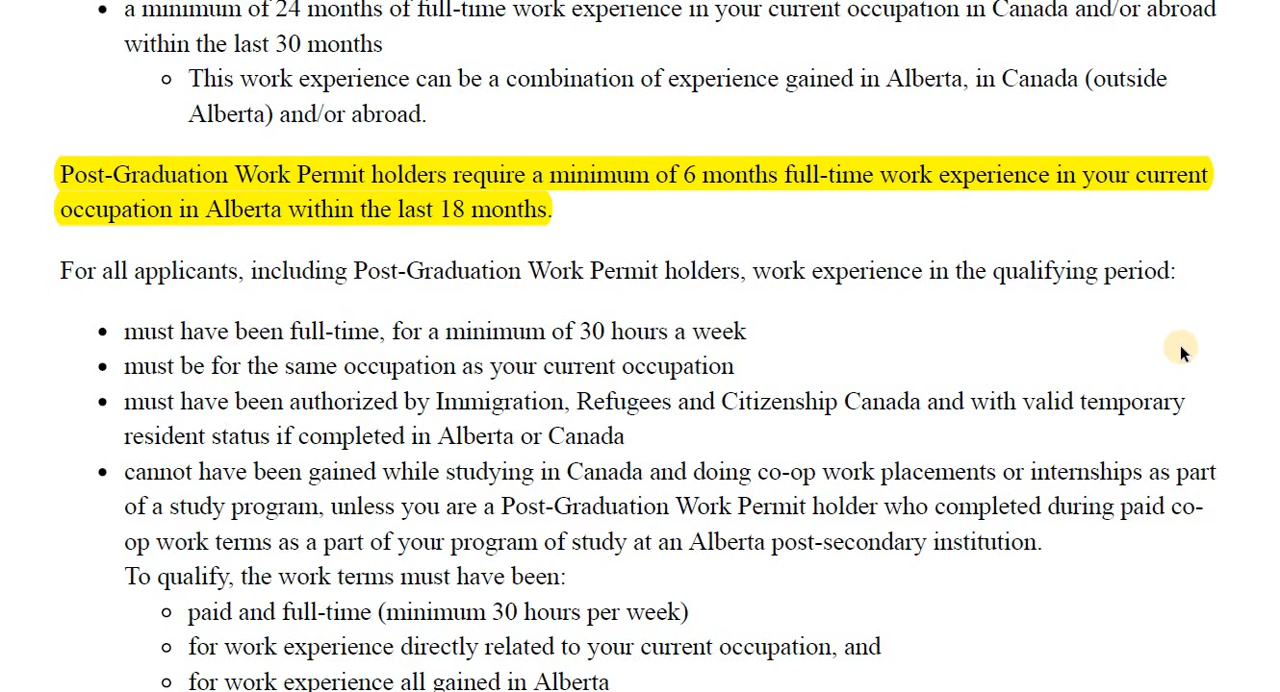 a minimum of 24 months of full-time work experience in your current occupation in Canada and/or abroad
within the last 30 months
This work experience can be a combination of experience gained in Alberta, in Canada (outside
Alberta) and/or abroad.
Post-Graduation Work Permit holders require a minimum of 6 months full-time work experience in your current
occupation in Alberta within the last 18 months.
For all applicants, including Post-Graduation Work Permit holders, work experience in the qualifying period:
must have been full-time, for a minimum of 30 hours a week
must be for the same occupation as your current occupation
must have been authorized by Immigration, Refugees and Citizenship Canada and with valid temporary
resident status if completed in Alberta or Canada
cannot have been gained while studying in Canada and doing co-op work placements or internships as part
of a study program, unless you are a Post-Graduation Work Permit holder who completed during paid co-
op work terms as a part of your program of study at an Alberta post-secondary institution.
To qualify, the work terms must have been:
paid and full-time (minimum 30 hours per week)
for work experience directly related to your current occupation, and
for work experience all gained in Alberta